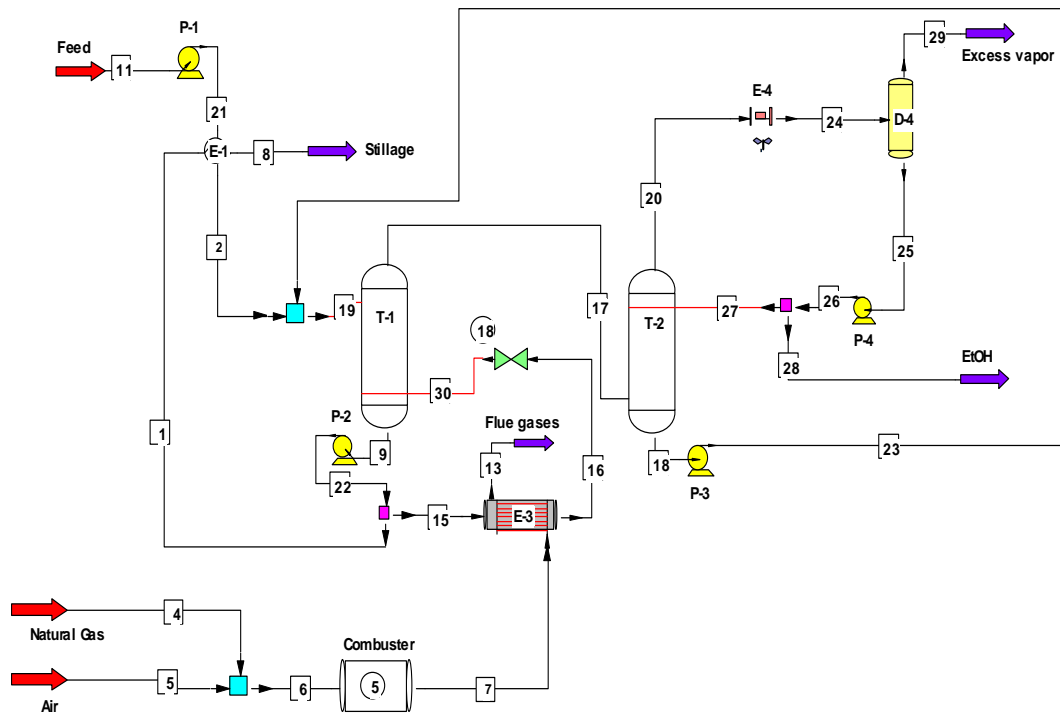 P-1
29
Feed
11
Excess vapor
21
E-4
24
D-4
E-1
8
Stillage
20
2
25
19
T-1
17
T-2
27
26
P-4
18
28
EtOH
30
P-2
1
Flue gases
9
18
23
22
13
16
P-3
15
E-3
4
Natural Gas
Combuster
5
6
5
7
Air